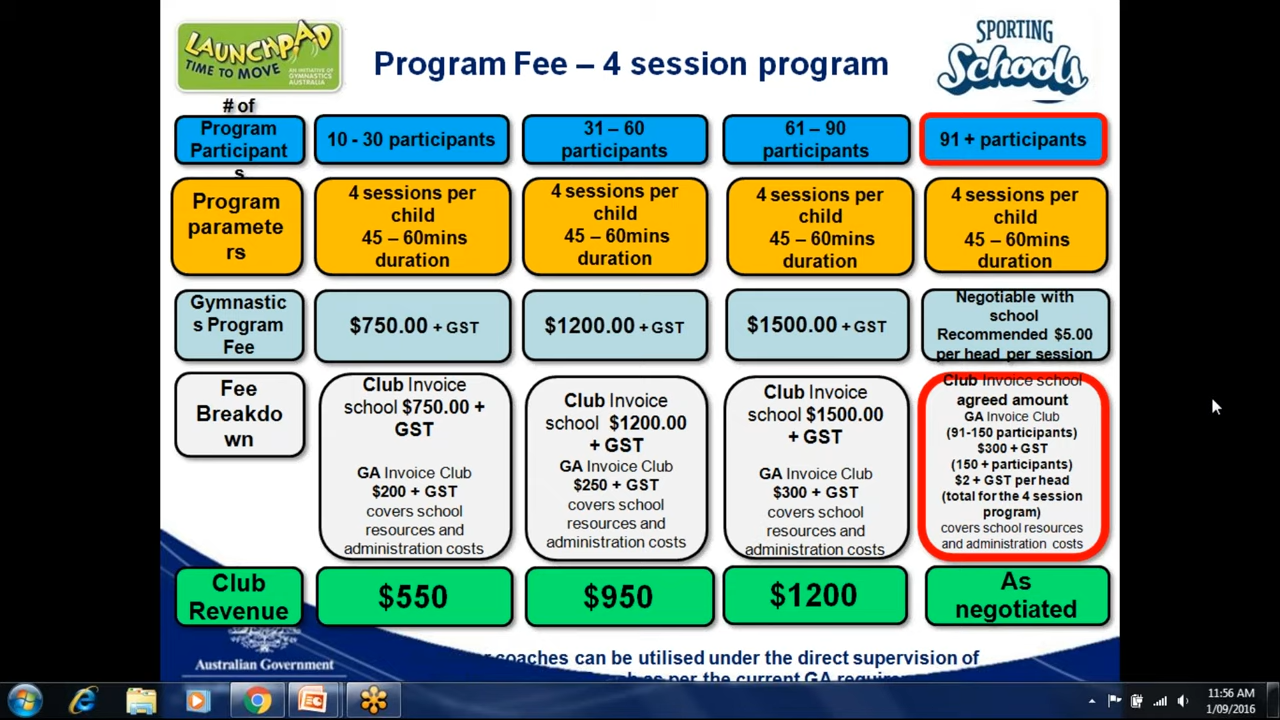 LAUNCHPAD
TIME TO MOVE
AN INITIATIVE OF
GYMNASTICS
AUSTRALIA
Program Fee – 4 session program
SPORTING
Schools
# of
Program
Participant
s
10 - 30 participants
31 – 60
participants
61 – 90
participants
91 + participants
Program
paramete
rs
4 sessions per
child
45 – 60mins
duration
4 sessions per
child
45 – 60mins
duration
4 sessions per
child
45 – 60mins
duration
4 sessions per
child
45 – 60mins
duration
Gymnastic
s Program
Fee
$750.00 + GST
$1200.00 + GST
$1500.00 + GST
Negotiable with
school
Recommended $5.00
per head per session
Fee
Breakdo
wn
Club Invoice
school $750.00 +
GST
GA Invoice Club
$200 + GST
covers school
resources and
administration costs
Club Invoice
school $1200.00
+ GST
GA Invoice Club
$250 + GST
covers school
resources and
administration costs
Club Invoice
school $1500.00
+ GST
GA Invoice Club
$300 + GST
covers school
resources and
administration costs
Club Invoice school
agreed amount
GA Invoice Club
(91-150 participants)
$300 + GST
(150 + participants)
$2 + GST per head
(total for the 4 session
program)
covers school resources
and administration costs
Club
Revenue
$550
$950
$1200
As
negotiated
Australian Government
coaches can be utilised under the direct supervision of
as per the current GA
11:56 AM
1/09/2016